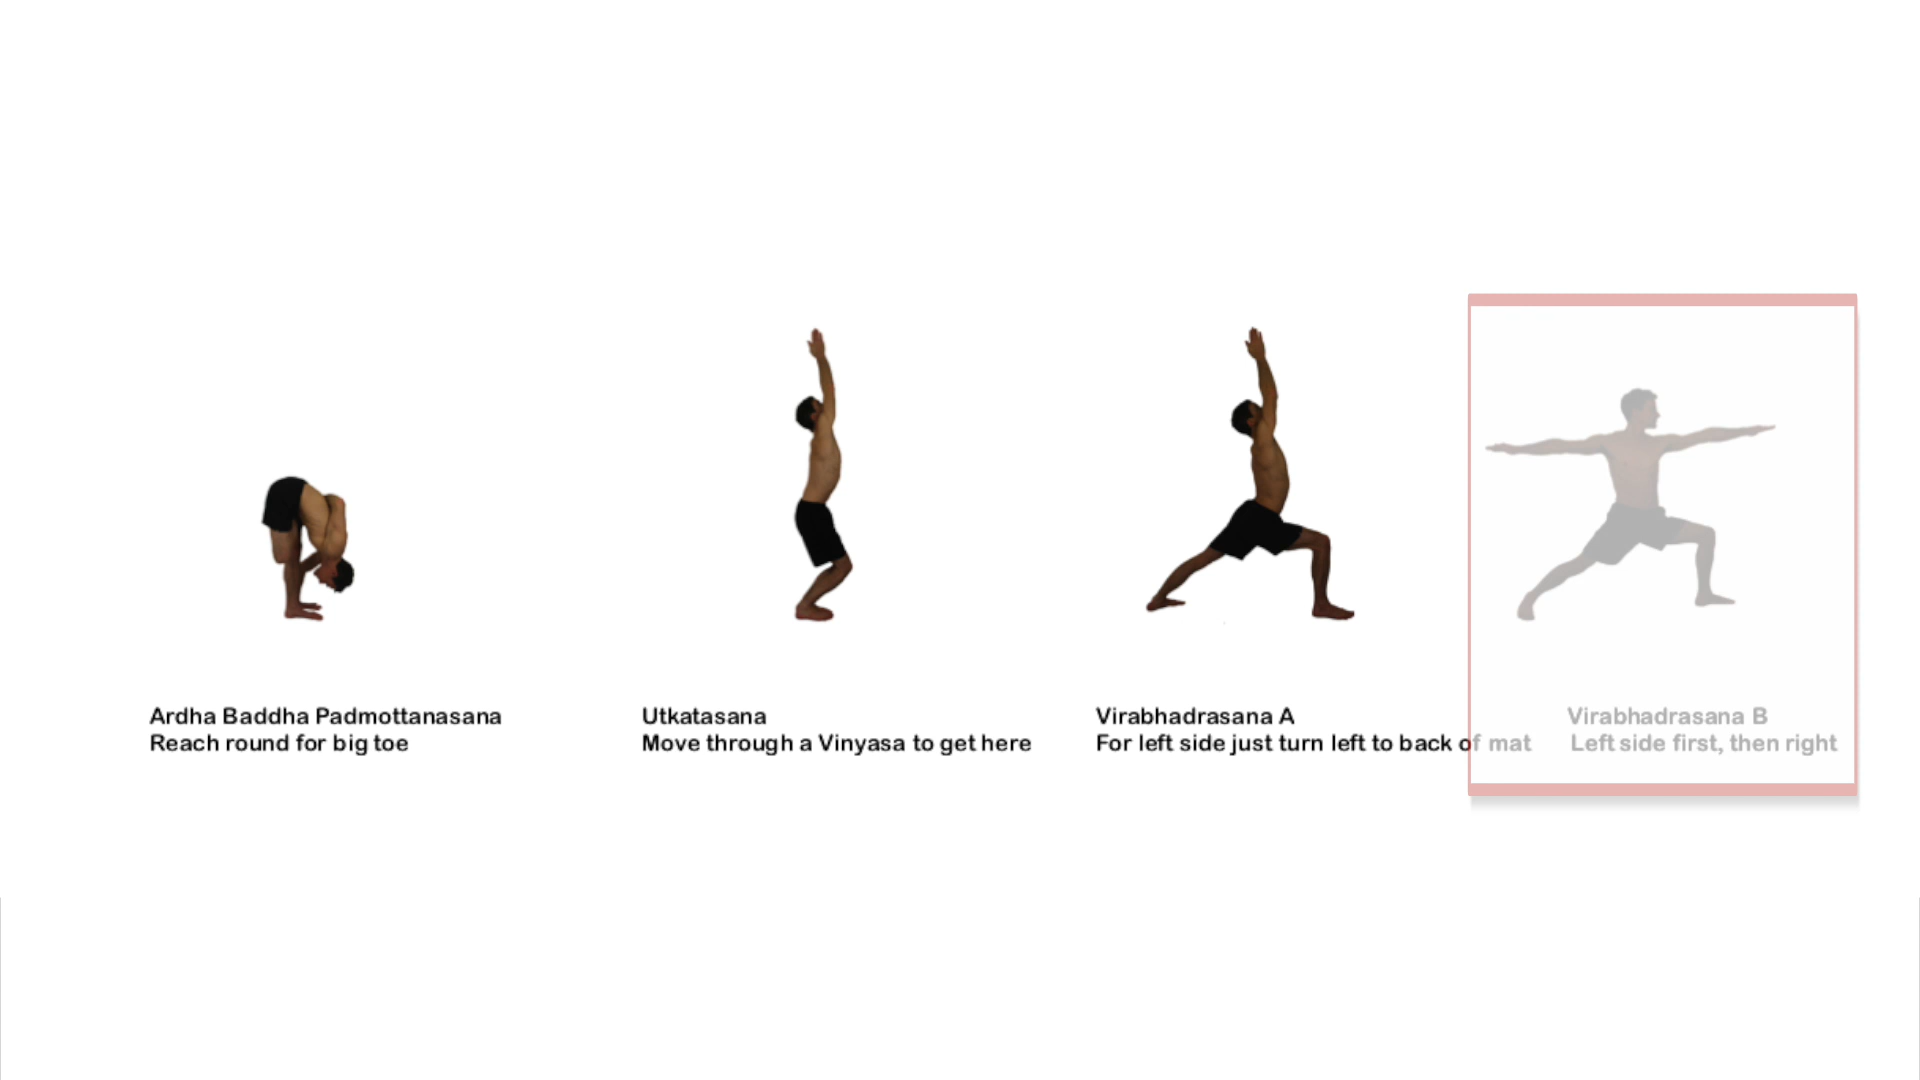 Ardha Baddha Padmottanasana
Reach round for big toe
Utkatasana
Move through a Vinyasa to get here
Virabhadrasana A
For left side just turn left to back of mat
Virabhadrasana B
Left side first, then right